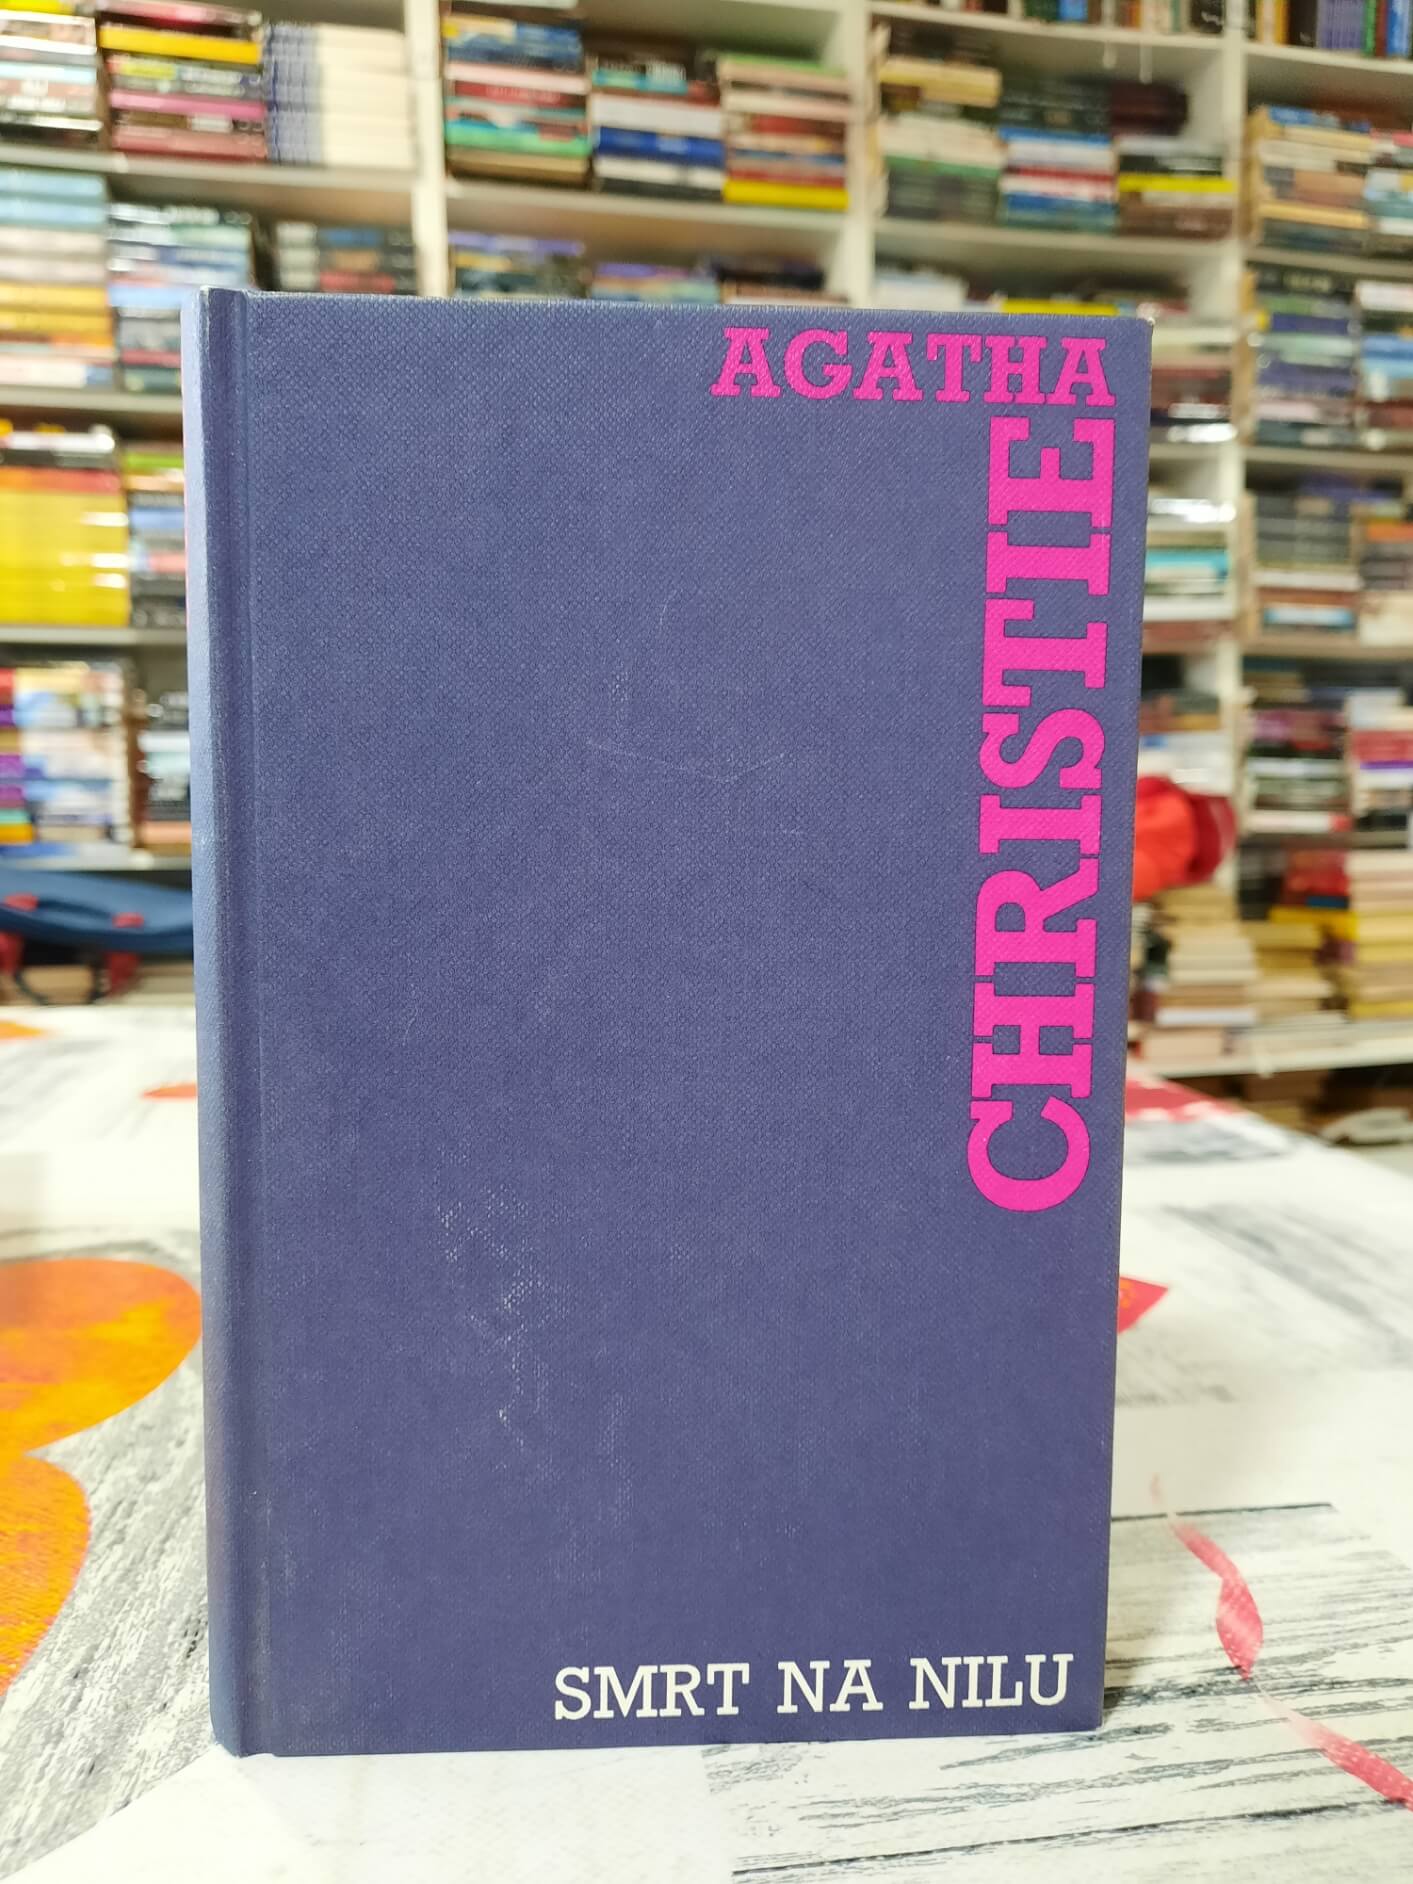 AGATHA
CHRISTIE
SMRT NA NILU